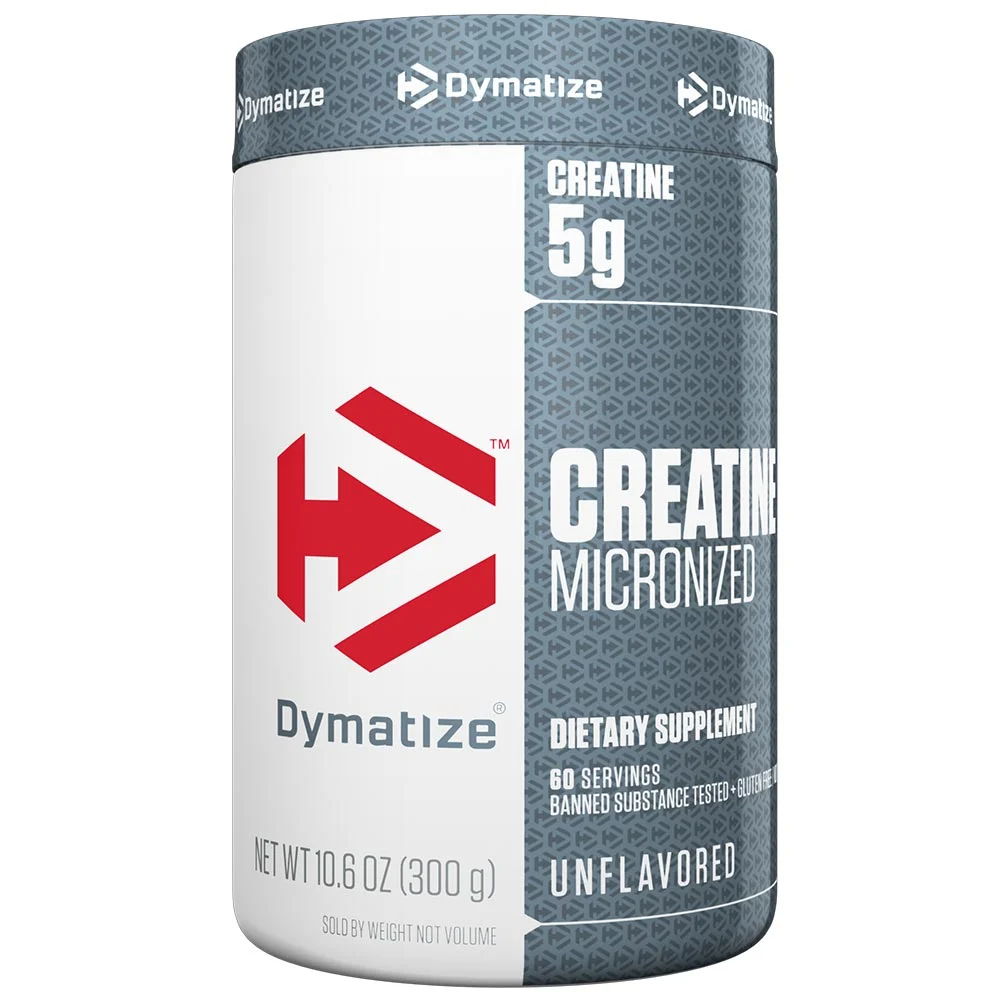 Dymatize
Dymatize
Dymatize
CREATINE
5g
TM
CREATINE
MICRONIZED
Dymatize®
DIETARY SUPPLEMENT
60 SERVINGS
BANNED SUBSTANCE TESTED + GLUTEN FREE
UNFLAVORED
NET WT 10.6 OZ (300 g)
SOLD BY WEIGHT NOT VOLUME